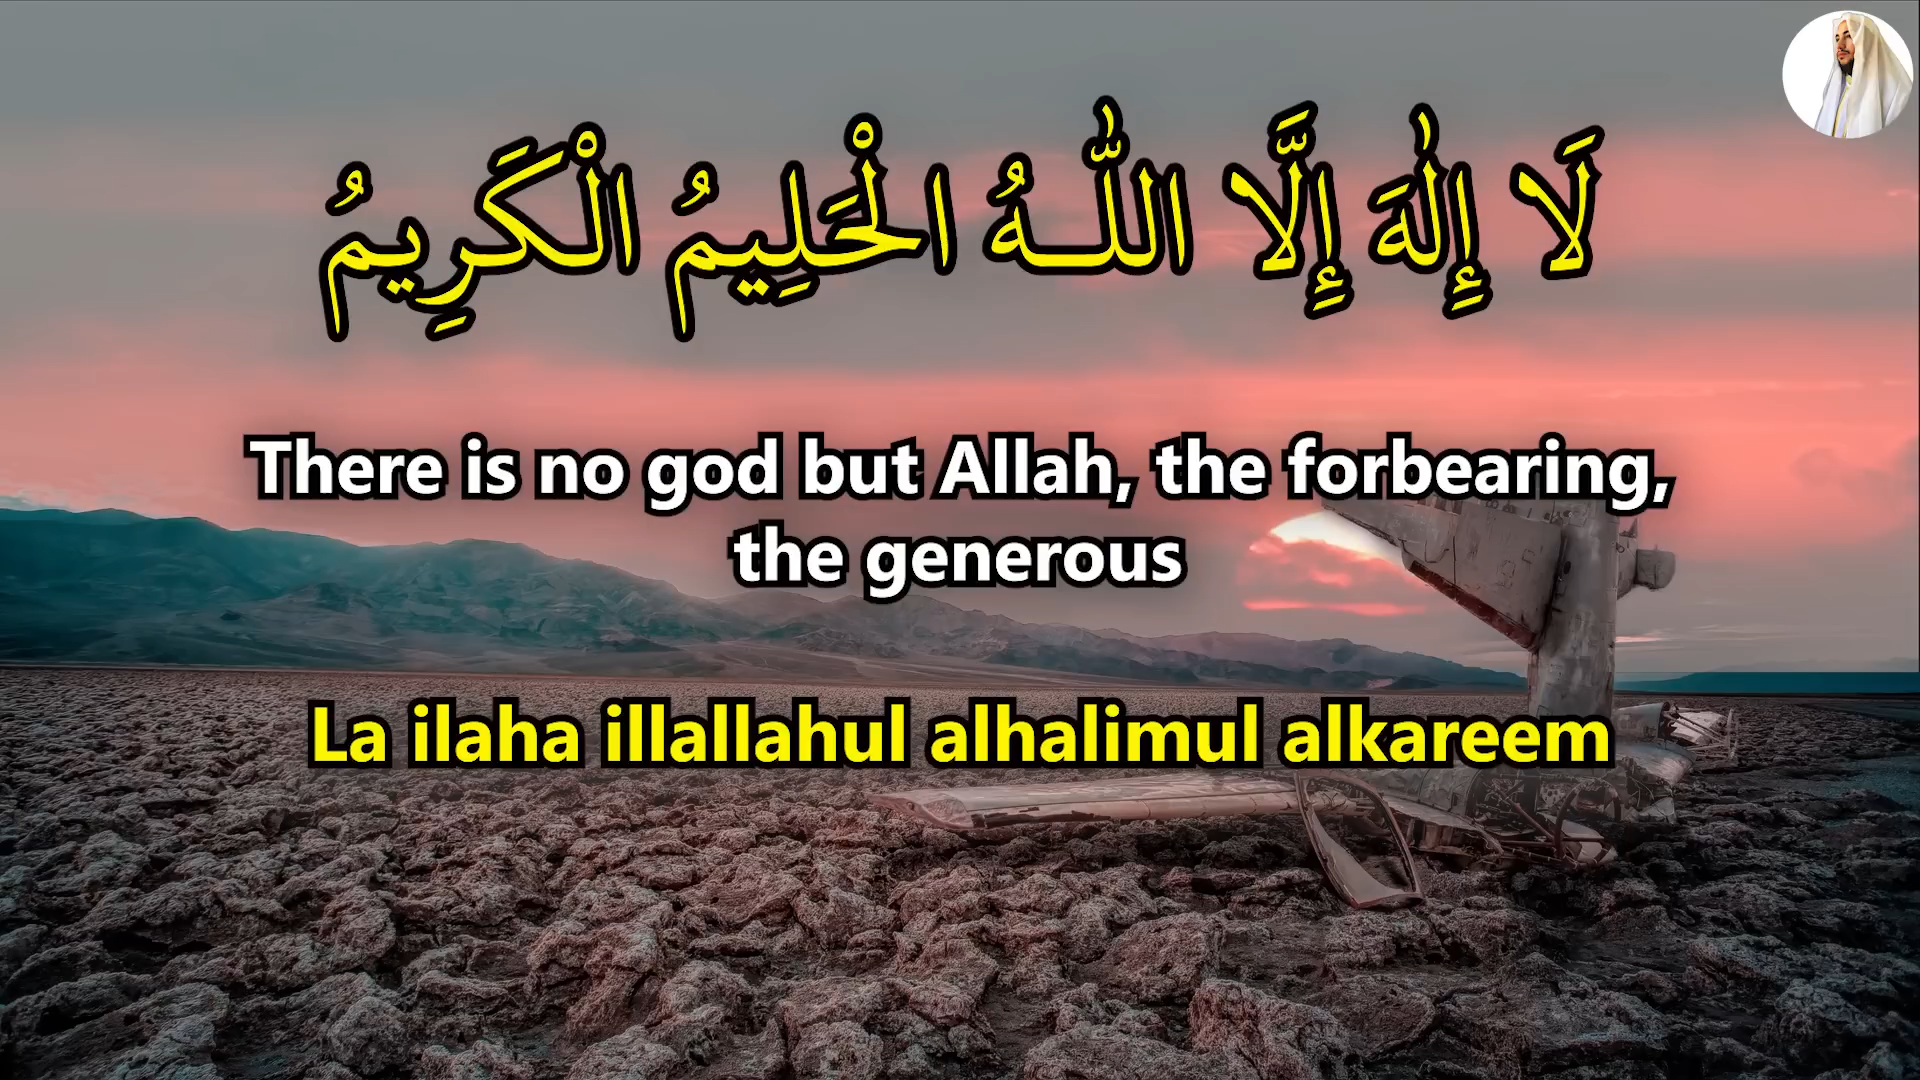 لَا إِلٰهَ إِلَّا اللّٰـهُ الْحَلِيمُ الْكَرِيمُ
There is no god but Allah, the forbearing,
the generous
La ilaha illallahul alhalimul alkareem